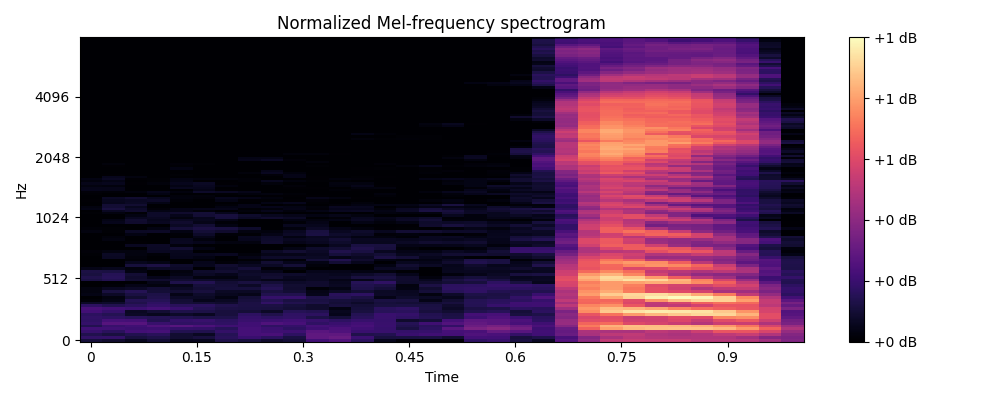 Normalized Mel-frequency spectrogram
Hz
4096
2048
1024
512
0
0 0.15 0.3 0.45 0.6 0.75 0.9
Time
+1 dB
+1 dB
+1 dB
+0 dB
+0 dB
+0 dB